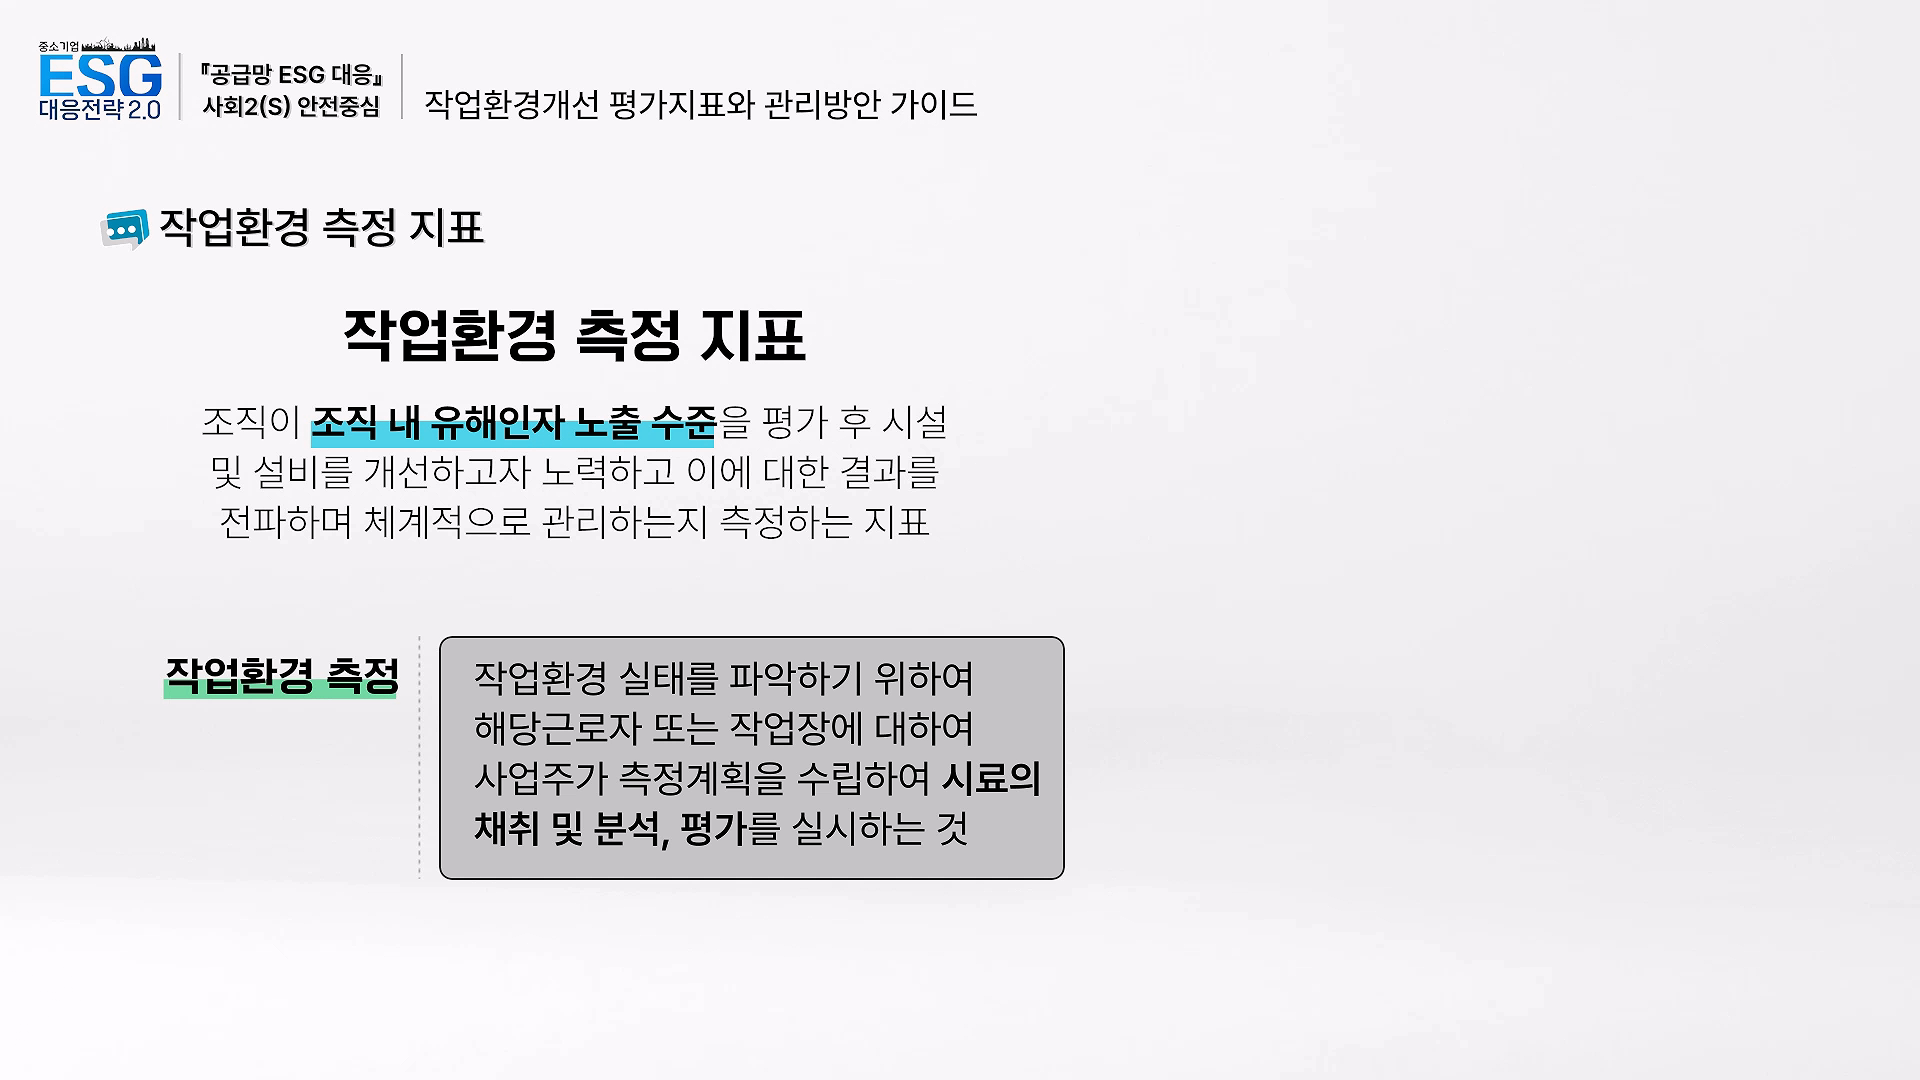 중소기업
ESG
대응전략 2.0
『공급망 ESG 대응』
사회2(S) 안전중심
작업환경개선 평가지표와 관리방안 가이드
작업환경 측정 지표
작업환경 측정 지표
조직이 조직 내 유해인자 노출 수준을 평가 후 시설
및 설비를 개선하고자 노력하고 이에 대한 결과를
전파하며 체계적으로 관리하는지 측정하는 지표
작업환경 측정
작업환경 실태를 파악하기 위하여
해당근로자 또는 작업장에 대하여
사업주가 측정계획을 수립하여 시료의
채취 및 분석, 평가를 실시하는 것